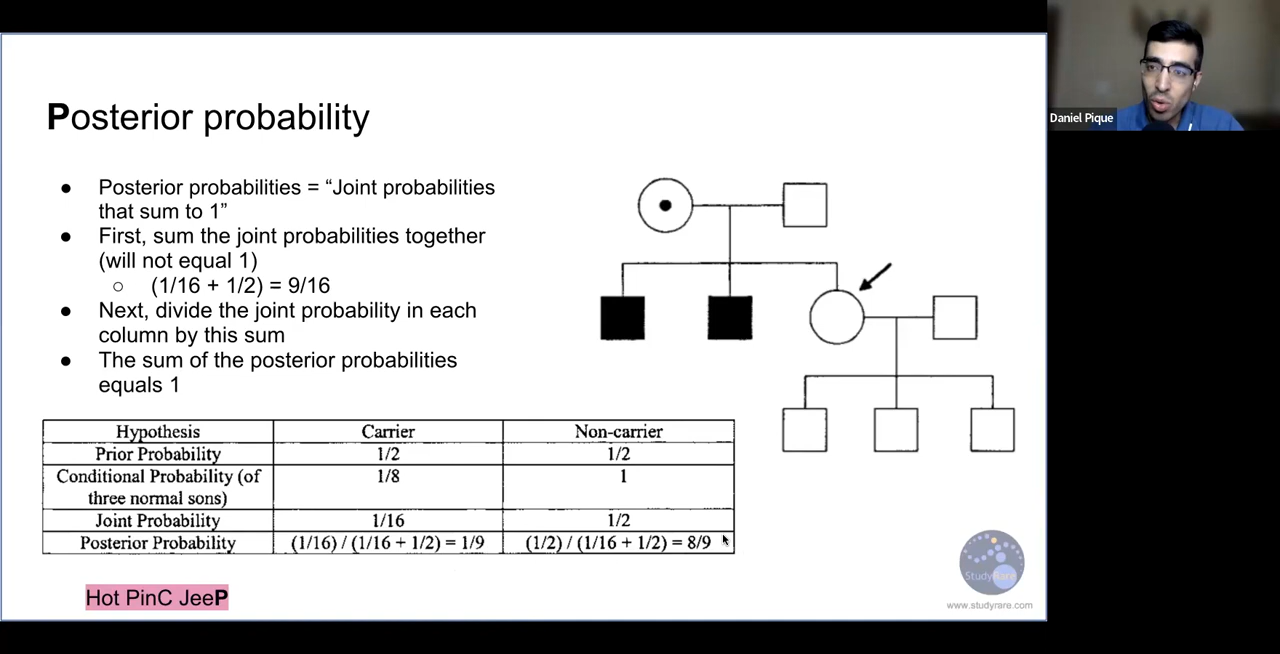 Posterior probability
● Posterior probabilities = “Joint probabilities
that sum to 1”
● First, sum the joint probabilities together
(will not equal 1)
○ (1/16 + 1/2) = 9/16
● Next, divide the joint probability in each
column by this sum
● The sum of the posterior probabilities
equals 1
Hypothesis Carrier Non-carrier
Prior Probability 1/2 1/2
Conditional Probability (of 1/8 1
three normal sons)
Joint Probability 1/16 1/2
Posterior Probability (1/16) / (1/16 + 1/2) = 1/9 (1/2) / (1/16 + 1/2) = 8/9
Hot PinC JeeP
StudyRare
www.studyrare.com
Daniel Pique